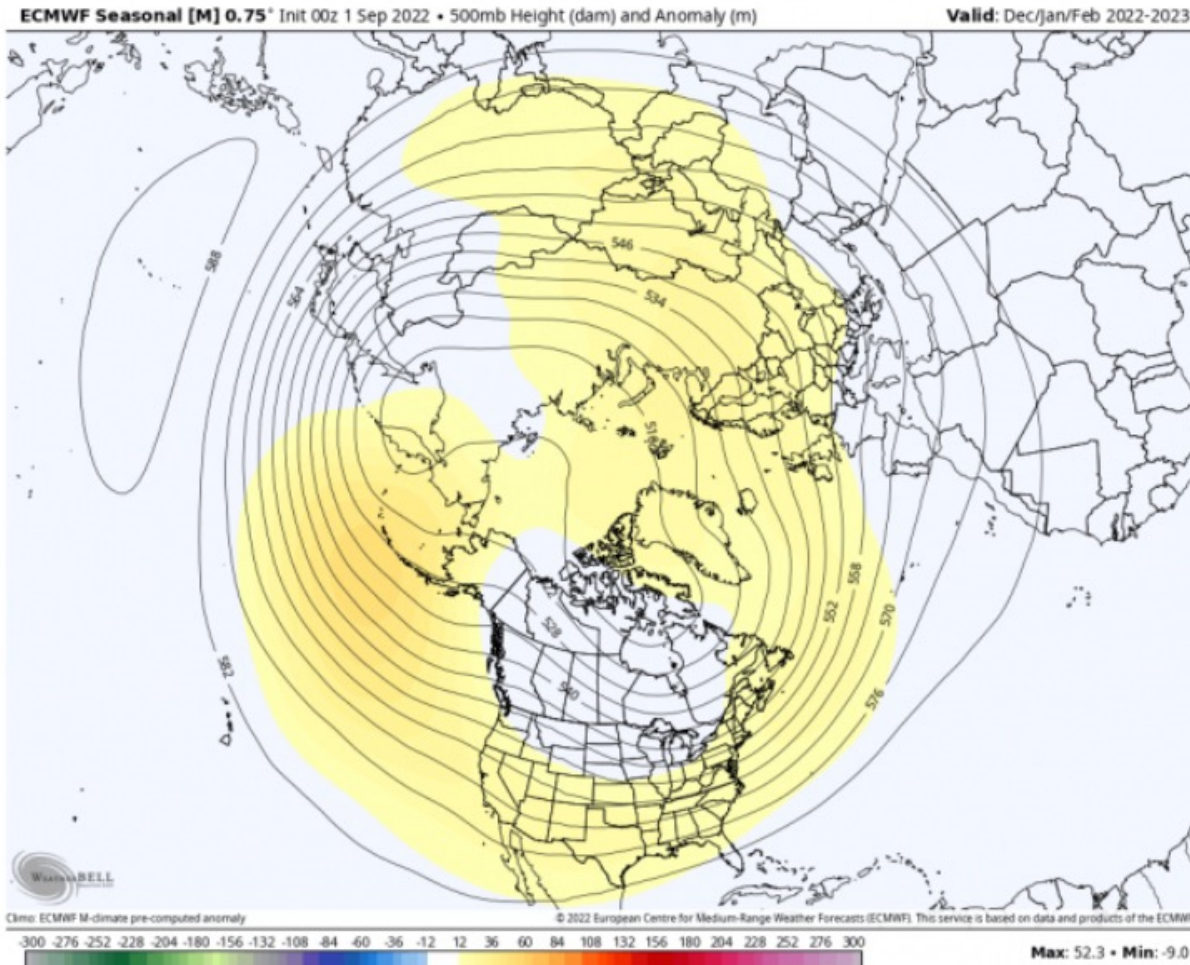 ECMWF Seasonal [M] 0.75° Init 00z 1 Sep 2022 • 500mb Height (dam) and Anomaly (m) Valid: Dec/Jan/Feb 2022-2023
588
564
546
534
528
540
558
552
570
576
582
WEATHERBELL
Climo: ECMWF M-climate pre-computed anomaly © 2022 European Centre for Medium-Range Weather Forecasts (ECMWF). This service is based on data and products of the ECMW
-300 -276 -252 -228 -204 -180 -156 -132 -108 -84 -60 -36 -12 12 36 60 84 108 132 156 180 204 228 252 276 300
Max: 52.3 • Min: -9.0